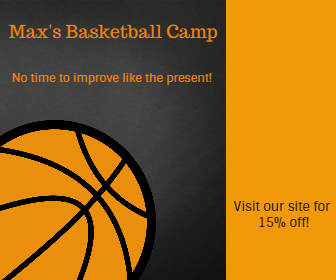 Max's Basketball Camp
No time to improve like the present!
Visit our site for
15% off!